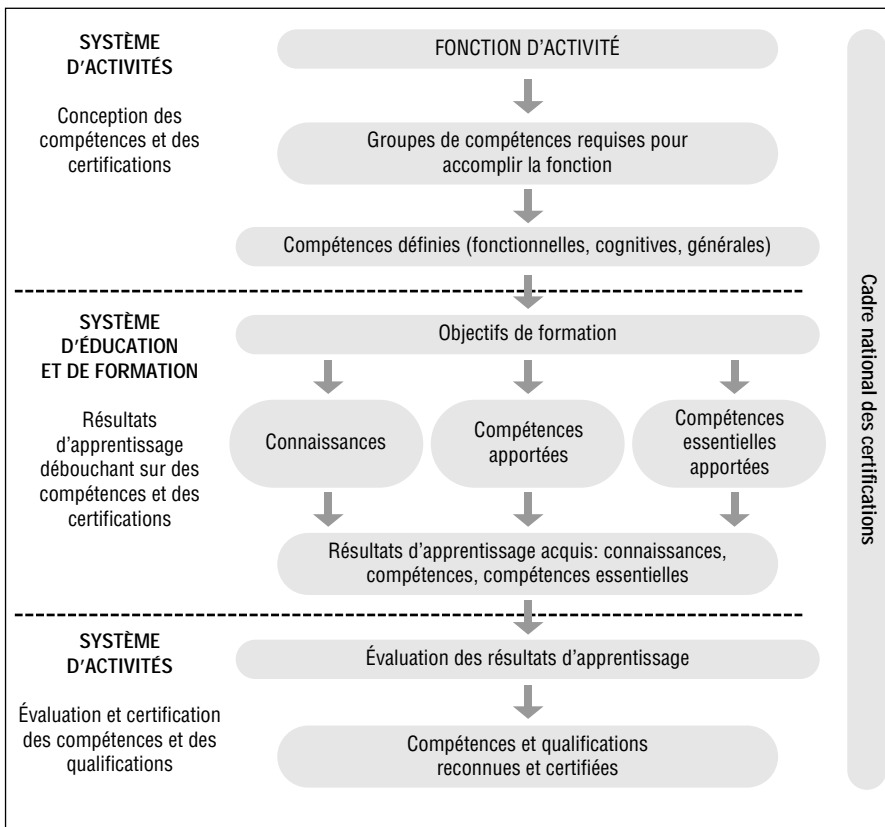 SYSTÈME
D'ACTIVITÉS
Conception des
compétences et des
certifications
FONCTION D'ACTIVITÉ
Groupes de compétences requises pour
accomplir la fonction
Compétences définies (fonctionnelles, cognitives, générales)
SYSTÈME
D'ÉDUCATION
ET DE FORMATION
Résultats
d'apprentissage
débouchant sur des
compétences et des
certifications
Objectifs de formation
Connaissances
Compétences
apportées
Compétences
essentielles
apportées
Résultats d'apprentissage acquis: connaissances,
compétences, compétences essentielles
SYSTÈME
D'ACTIVITÉS
Évaluation et certification
des compétences et des
qualifications
Évaluation des résultats d'apprentissage
Compétences et qualifications
reconnues et certifiées
Cadre national des certifications